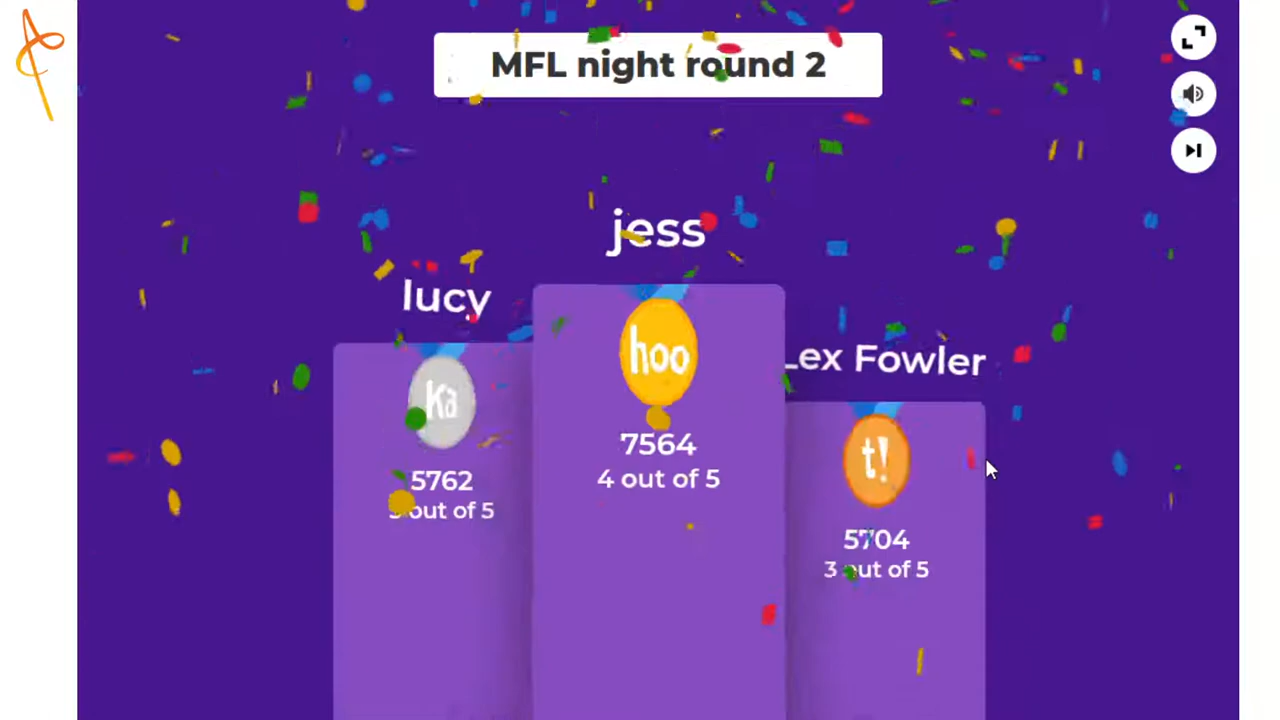 MFL night round 2
jess
lucy
Lex Fowler
hoo
ka
t!
7564
4 out of 5
5762
3 out of 5
5704
3 out of 5